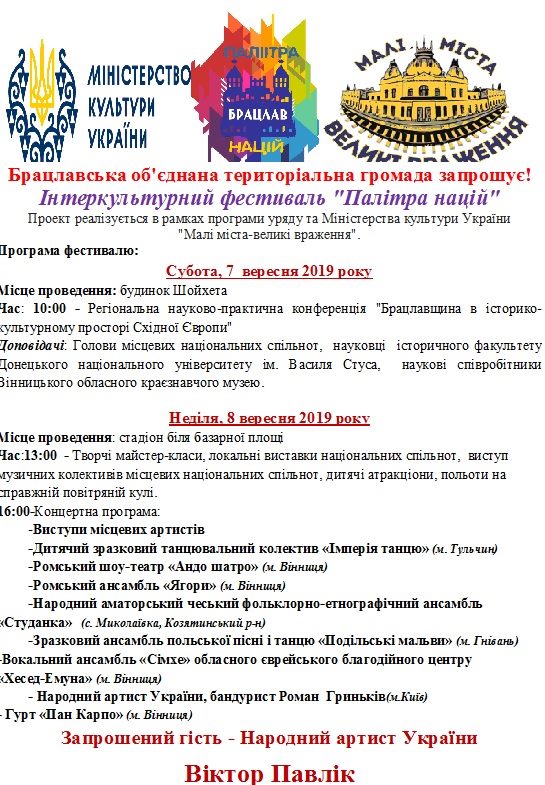 МІНІСТЕРСТВО
КУЛЬТУРИ
УКРАЇНИ
ПАЛІТРА
БРАЦЛАВ
НАЦІЙ
МАЛІ МІСТА
ВЕЛИКІ ВРАЖЕННЯ
Брацлавська об'єднана територіальна громада запрошує!
Інтеркультурний фестиваль "Палітра націй"
Проект реалізується в рамках програми уряду та Міністерства культури України
"Малі міста-великі враження".
Програма фестивалю:
Субота, 7 вересня 2019 року
Місце проведення: будинок Шойхета
Час: 10:00 - Регіональна науково-практична конференція "Брацлавщина в історико-
культурному просторі Східної Європи"
Доповідачі: Голови місцевих національних спільнот, науковці історичного факультету
Донецького національного університету ім. Василя Стуса, наукові співробітники
Вінницького обласного краєзнавчого музею.
Неділя, 8 вересня 2019 року
Місце проведення: стадіон біля базарної площі
Час:13:00 - Творчі майстер-класи, локальні виставки національних спільнот, виступ
музичних колективів місцевих національних спільнот, дитячі атракціони, польоти на
справжній повітряній кулі.
16:00-Концертна програма:
-Виступи місцевих артистів
-Дитячий зразковий танцювальний колектив «Імперія танцю» (м. Тульчин)
-Ромський шоу-театр «Андо шатро» (м. Вінниця)
-Ромський ансамбль «Ягори» (м. Вінниця)
-Народний аматорський чеський фольклорно-етнографічний ансамбль
«Студанка» (с. Миколаївка, Козятинський р-н)
-Зразковий ансамбль польської пісні і танцю «Подільські мальви» (м. Гнівань)
-Вокальний ансамбль «Сімхе» обласного єврейського благодійного центру
«Хесед-Емуна» (м. Вінниця)
- Народний артист України, бандурист Роман Гриньків(м.Київ)
- Гурт «Пан Карпо» (м. Вінниця)
Запрошений гість - Народний артист України
Віктор Павлік